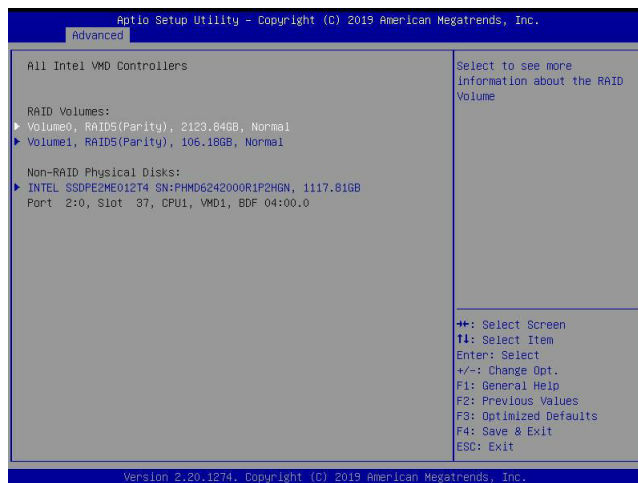 Aptio Setup Utility – Copyright (C) 2019 American Megatrends, Inc.
Advanced
All Intel VMD Controllers
RAID Volumes:
Volume0, RAID5(Parity), 2123.84GB, Normal
Volume1, RAID5(Parity), 106.18GB, Normal
Non-RAID Physical Disks:
INTEL SSDPE2ME012T4 SN:PHMD6242000R1P2HGN, 1117.81GB
Port 2:0, Slot 37, CPU1, VMD1, BDF 04:00.0
Select to see more
information about the RAID
Volume
→←: Select Screen
↑↓: Select Item
Enter: Select
+/-: Change Opt.
F1: General Help
F2: Previous Values
F3: Optimized Defaults
F4: Save & Exit
ESC: Exit
Version 2.20.1274. Copyright (C) 2019 American Megatrends, Inc.